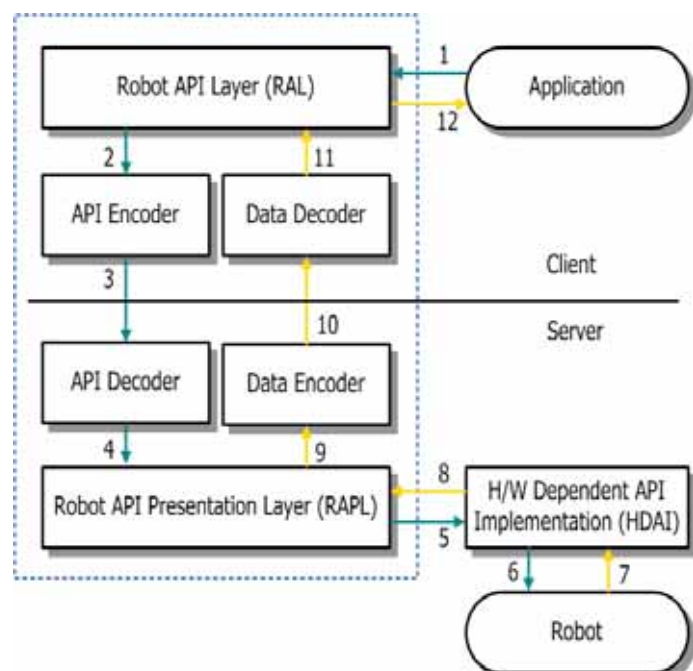 Robot API Layer (RAL)
1
Application
12
2
11
API Encoder
Data Decoder
3
Client
10
Server
API Decoder
Data Encoder
4
9
8
Robot API Presentation Layer (RAPL)
H/W Dependent API
Implementation (HDAI)
5
6
7
Robot